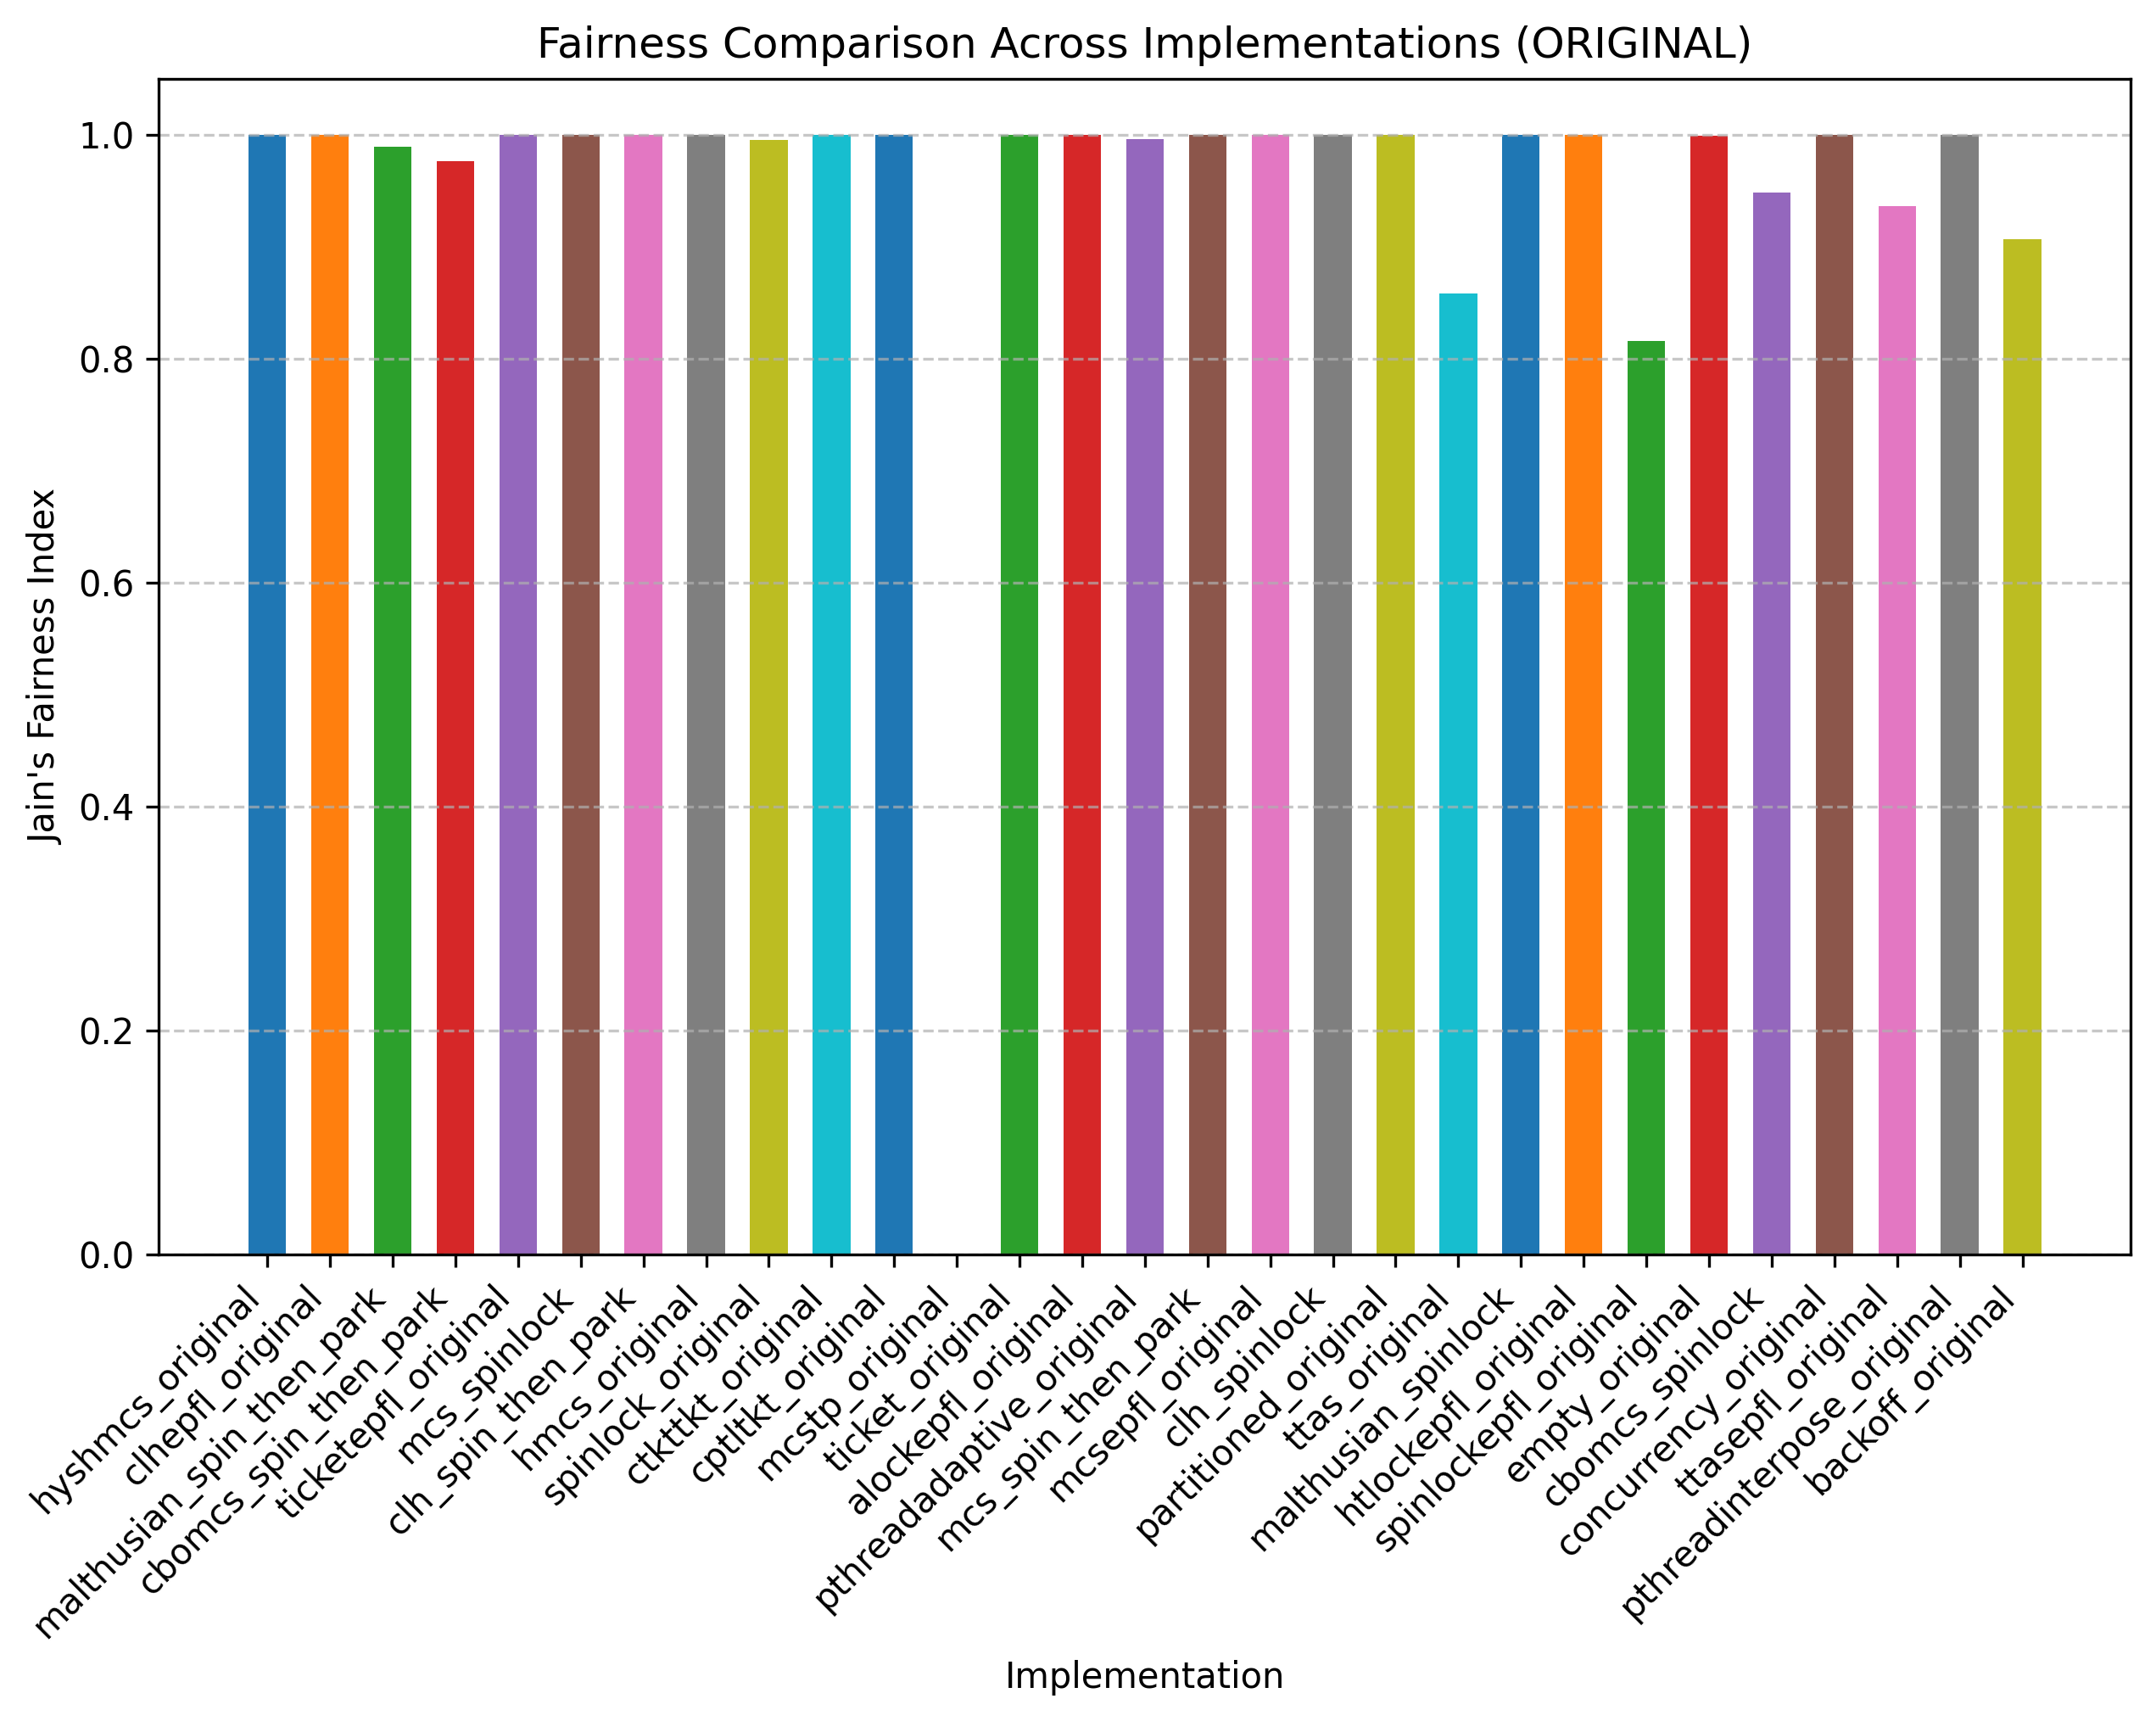 Fairness Comparison Across Implementations (ORIGINAL)
Jain's Fairness Index
1.0
0.8
0.6
0.4
0.2
0.0
hyshmcs_original
clhepfl_original
malthusian_spin_then_park
cbomcs_spin_then_park
ticketepfl_original
mcs_spinlock
clh_spin_then_park
hmcs_original
spinlock_original
ctkttkt_original
cptltkt_original
mcstp_original
ticket_original
alockepfl_original
pthreadadaptive_original
mcs_spin_then_park
mcsepfl_original
clh_spinlock
partitioned_original
ttas_original
malthusian_spinlock
htlockepfl_original
spinlockepfl_original
empty_original
cbomcs_spinlock
concurrency_original
ttasepfl_original
pthreadinterpose_original
backoff_original
Implementation